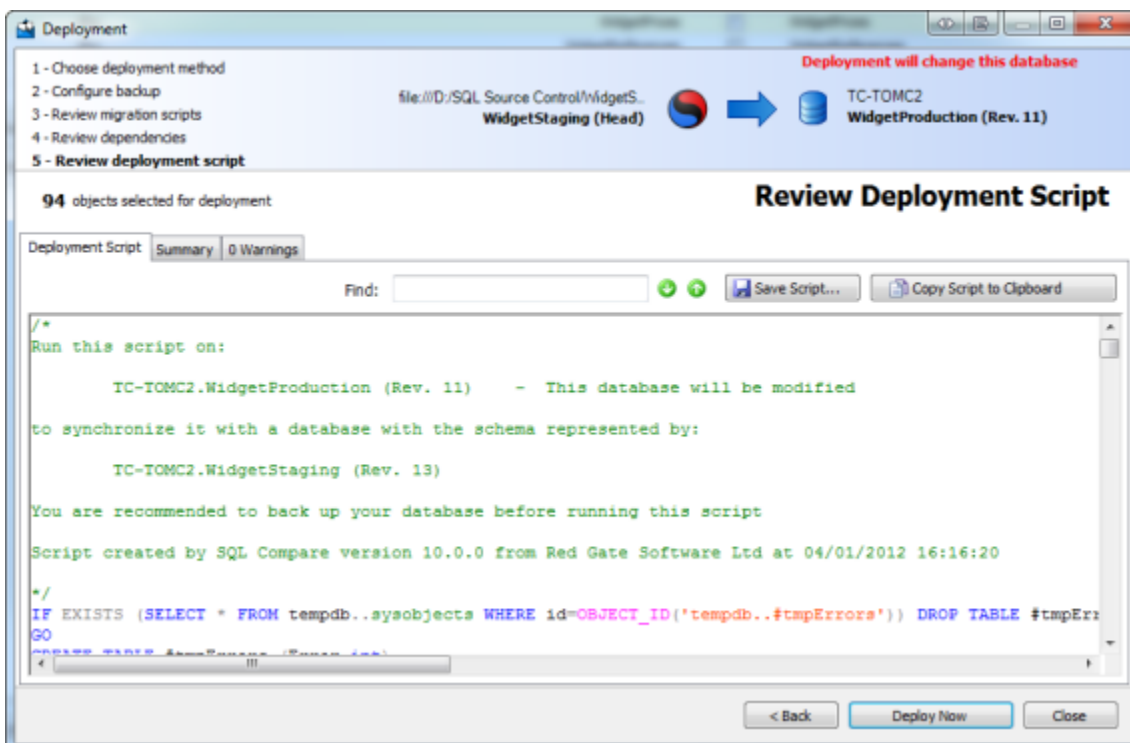 Deployment
1 - Choose deployment method
2 - Configure backup
3 - Review migration scripts
4 - Review dependencies
5 - Review deployment script
file:///D:/SQL Source Control/WidgetS...
WidgetStaging (Head)
Deployment will change this database
TC-TOMC2
WidgetProduction (Rev. 11)
94 objects selected for deployment
Review Deployment Script
Deployment Script Summary 0 Warnings
Find: Save Script... Copy Script to Clipboard
/*
Run this script on:
TC-TOMC2.WidgetProduction (Rev. 11) - This database will be modified
to synchronize it with a database with the schema represented by:
TC-TOMC2.WidgetStaging (Rev. 13)
You are recommended to back up your database before running this script
Script created by SQL Compare version 10.0.0 from Red Gate Software Ltd at 04/01/2012 16:16:20
*/
IF EXISTS (SELECT * FROM tempdb..sysobjects WHERE id=OBJECT_ID('tempdb..#tmpErrors')) DROP TABLE #tmpErr
GO
CREATE TABLE #tmpErrors (Error int)
< Back Deploy Now Close